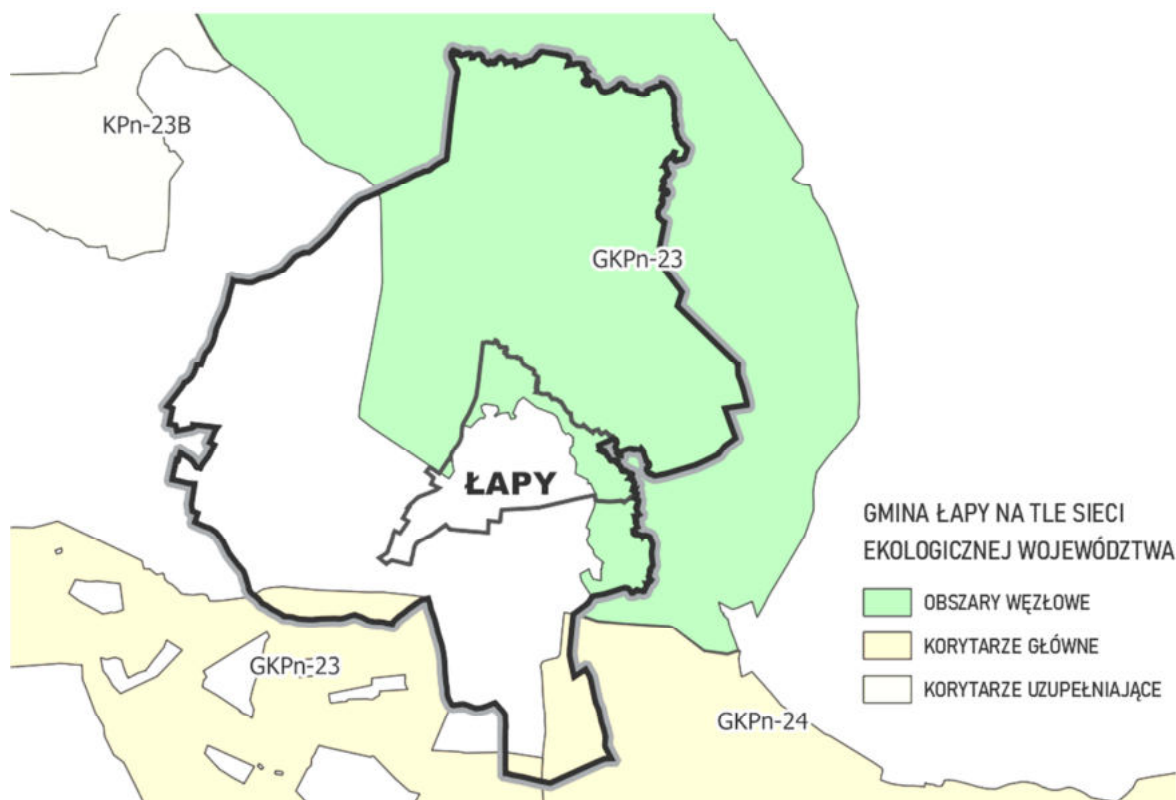 KPn-23B
GKPn-23
ŁAPY
GMINA ŁAPY NA TLE SIECI
EKOLOGICZNEJ WOJEWÓDZTWA
OBSZARY WĘZŁOWE
KORYTARZE GŁÓWNE
KORYTARZE UZUPEŁNIAJĄCE
GKPn-23
GKPn-24